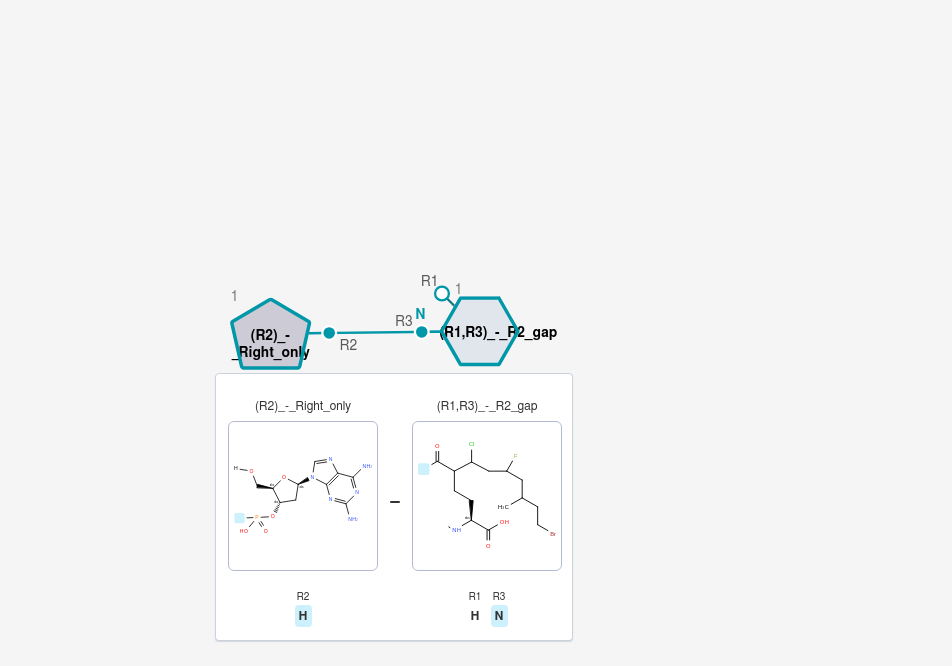 R1
1
1
N
R3
(R2)_-
_Right_only
R2
(R1,R3)_-_R2_gap
(R2)_-_Right_only
(R1,R3)_-_R2_gap
H
O
O
N
N
NH₂
N
N
NH₂
O
P
HO
O
–
O
Cl
F
H₃C
Br
NH
OH
O
R2
H
R1 R3
H N